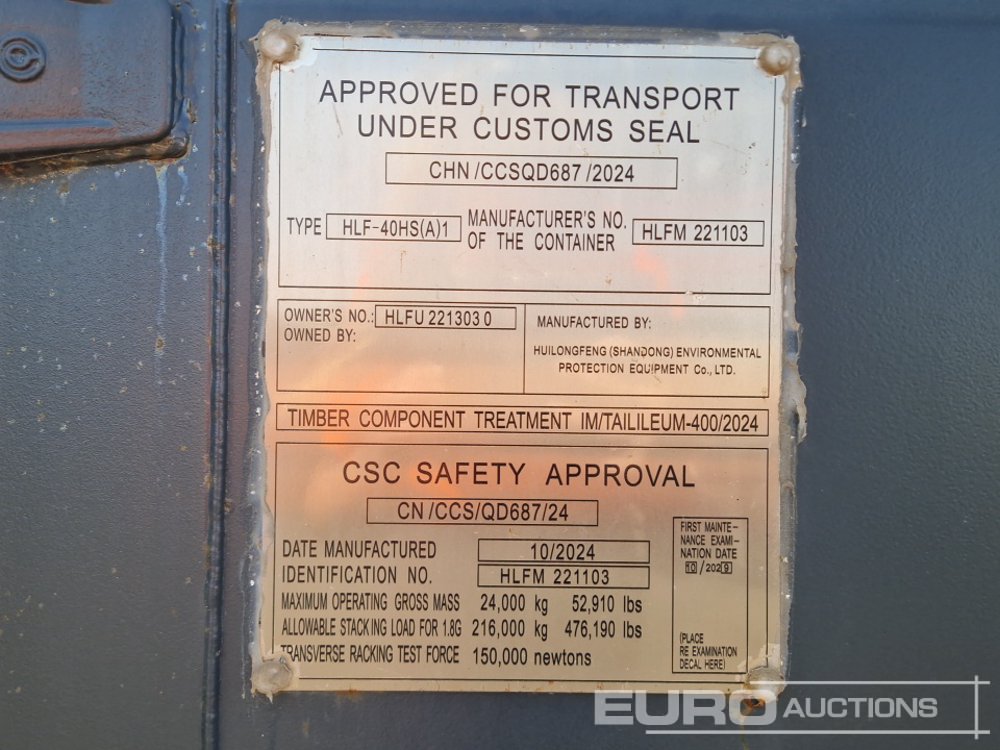 APPROVED FOR TRANSPORT
UNDER CUSTOMS SEAL
CHN/CCSQD687/2024
TYPE HLF-40HS(A)1 MANUFACTURER'S NO. OF THE CONTAINER HLFM 221103
OWNER'S NO.: HLFU 221303 0
OWNED BY:
MANUFACTURED BY:
HUILONGFENG (SHANDONG) ENVIRONMENTAL
PROTECTION EQUIPMENT Co., LTD.
TIMBER COMPONENT TREATMENT IM/TAILILEUM-400/2024
CSC SAFETY APPROVAL
CN/CCS/QD687/24
DATE MANUFACTURED 10/2024
IDENTIFICATION NO. HLFM 221103
MAXIMUM OPERATING GROSS MASS 24,000 kg 52,910 lbs
ALLOWABLE STACKING LOAD FOR 1.8G 216,000 kg 476,190 lbs
TRANSVERSE RACKING TEST FORCE 150,000 newtons
FIRST MAINTE-
NANCE EXAMI-
NATION DATE
10/2029
(PLACE
RE EXAMINATION
DECAL HERE)
EURO AUCTIONS